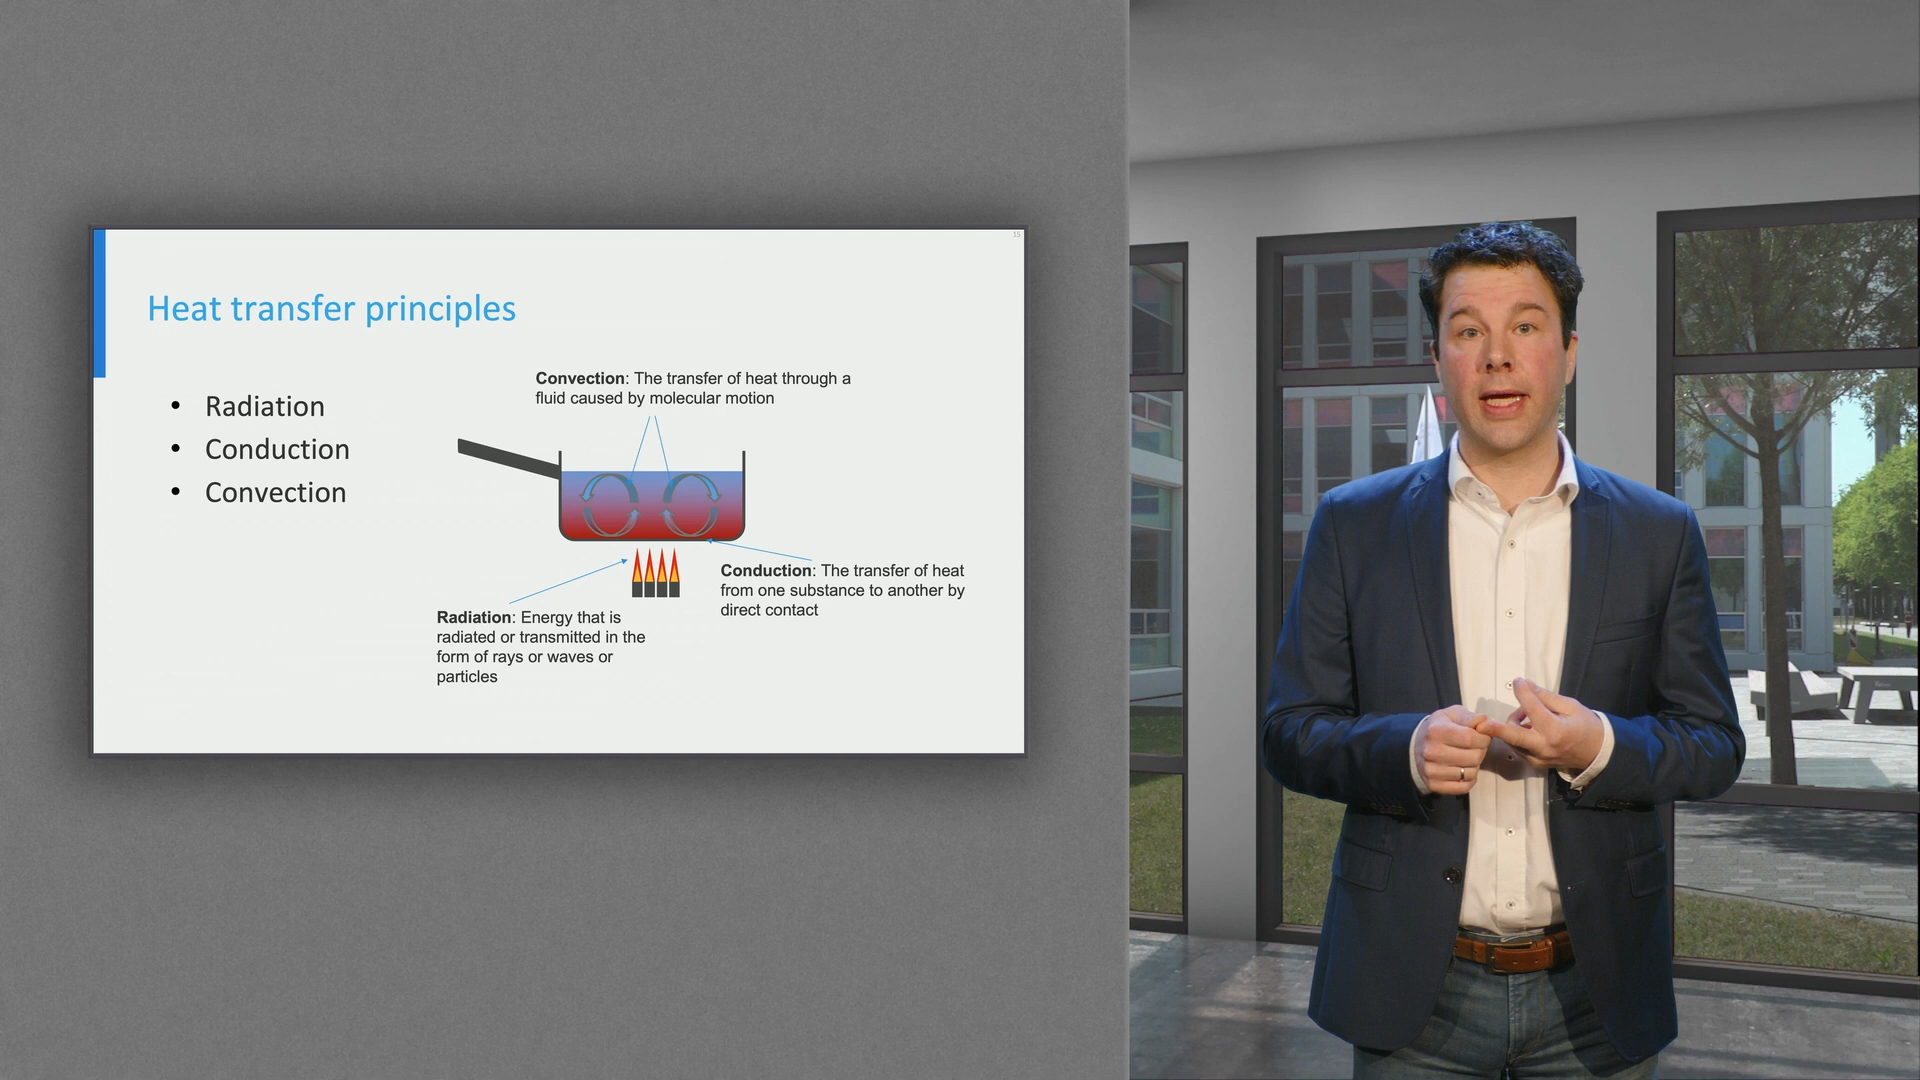 15
Heat transfer principles
• Radiation
• Conduction
• Convection
Convection: The transfer of heat through a
fluid caused by molecular motion
Conduction: The transfer of heat
from one substance to another by
direct contact
Radiation: Energy that is
radiated or transmitted in the
form of rays or waves or
particles